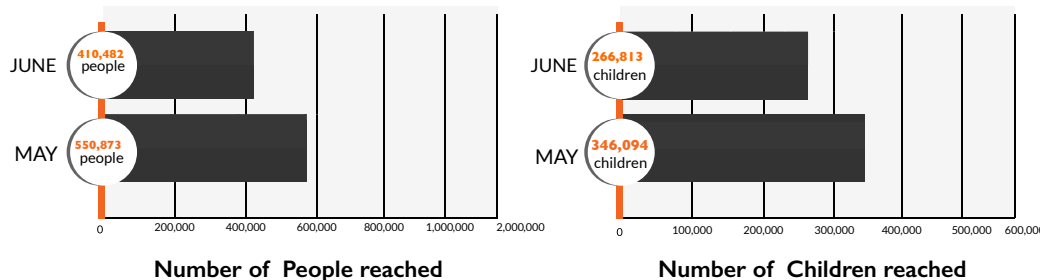 JUNE
410,482
people
MAY
550,873
people
0 200,000 400,000 600,000 800,000 1,000,000 2,000,000
Number of People reached
JUNE
266,813
children
MAY
346,094
children
0 100,000 200,000 300,000 400,000 500,000 600,000
Number of Children reached